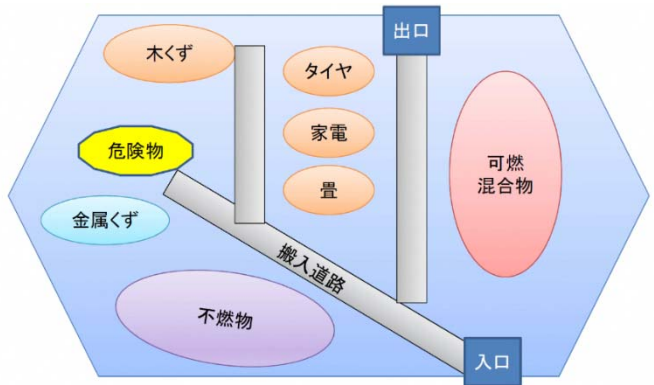 出口
木くず
タイヤ
家電
危険物
可燃
混合物
畳
金属くず
搬入道路
不燃物
入口